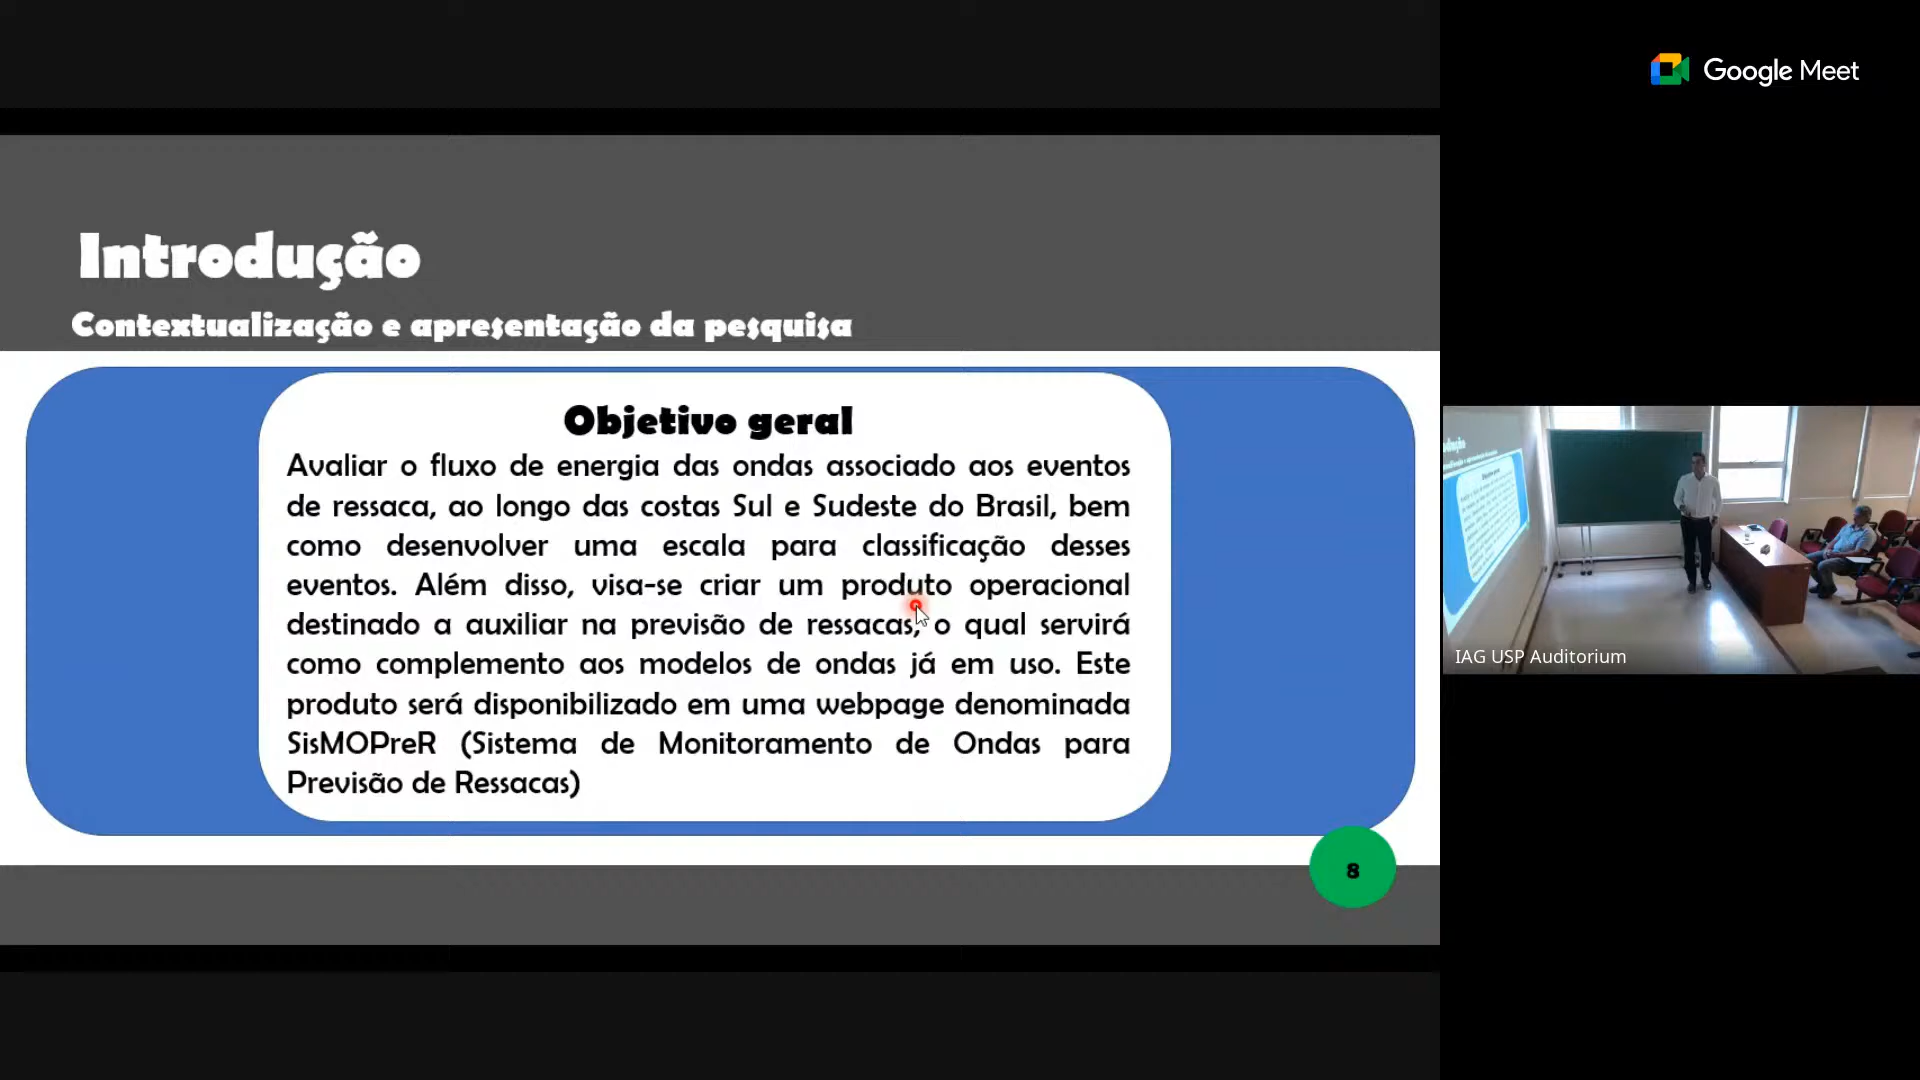 Google Meet
Introdução
Contextualização e apresentação da pesquisa
Objetivo geral
Avaliar o fluxo de energia das ondas associado aos eventos
de ressaca, ao longo das costas Sul e Sudeste do Brasil, bem
como desenvolver uma escala para classificação desses
eventos. Além disso, visa-se criar um produto operacional
destinado a auxiliar na previsão de ressacas, o qual servirá
como complemento aos modelos de ondas já em uso. Este
produto será disponibilizado em uma webpage denominada
SisMOPreR (Sistema de Monitoramento de Ondas para
Previsão de Ressacas)
8
IAG USP Auditorium